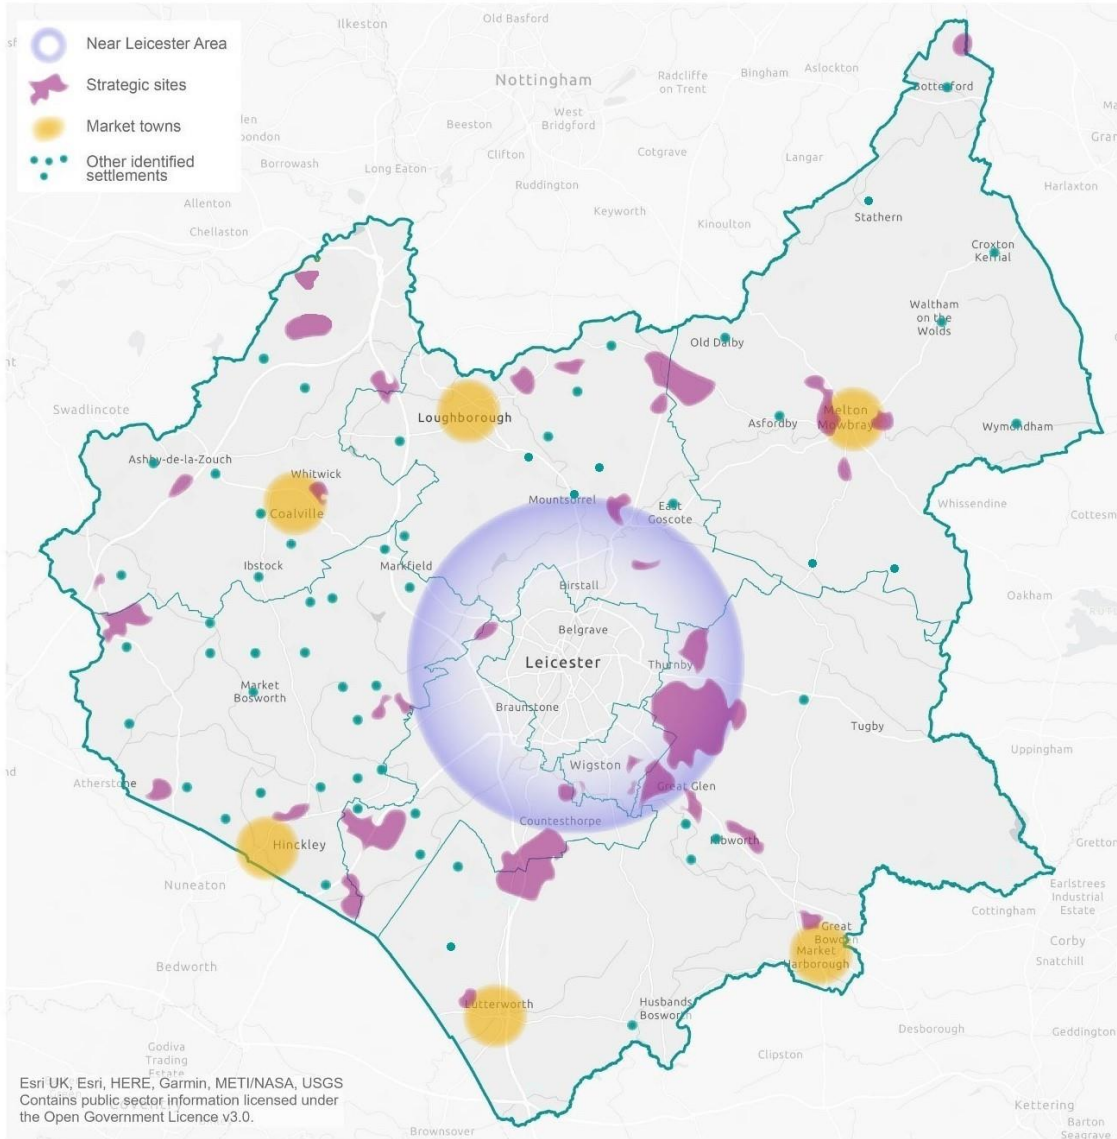 Near Leicester Area
Strategic sites
Market towns
Other identified
settlements
Ilkeston
Old Basford
Nottingham
Radcliffe
on Trent
Bingham
Aslockton
Bottesford
Beeston
West
Bridgford
Borrowash
Long Eaton
Clifton
Cotgrave
Langar
Harlaxton
Ruddington
Allenton
Keyworth
Kinoulton
Stathern
Chellaston
Croxton
Kerrial
Waltham
on the
Wolds
Old Dalby
Swadlincote
Loughborough
Melton
Mowbray
Asfordby
Wymondham
Ashby-de-la-Zouch
Whitwick
Coalville
Mountsorrel
East
Goscote
Whissendine
Cottesm
Ibstock
Markfield
Birstall
Oakham
Belgrave
Leicester
Thurnby
Market
Bosworth
Braunstone
Tugby
Uppingham
Wigston
Atherstone
Great Glen
Countesthorpe
Kibworth
Hinckley
Gretton
Nuneaton
Earlstrees
Industrial
Estate
Cottingham
Great
Bowden
Market
Harborough
Corby
Snatchill
Bedworth
Lutterworth
Husbands
Bosworth
Desborough
Geddington
Godiva
Trading
Estate
Clipston
Esri UK, Esri, HERE, Garmin, METI/NASA, USGS
Contains public sector information licensed under
the Open Government Licence v3.0.
Coventry
Kettering
Brownsover
Barton
Seagrave